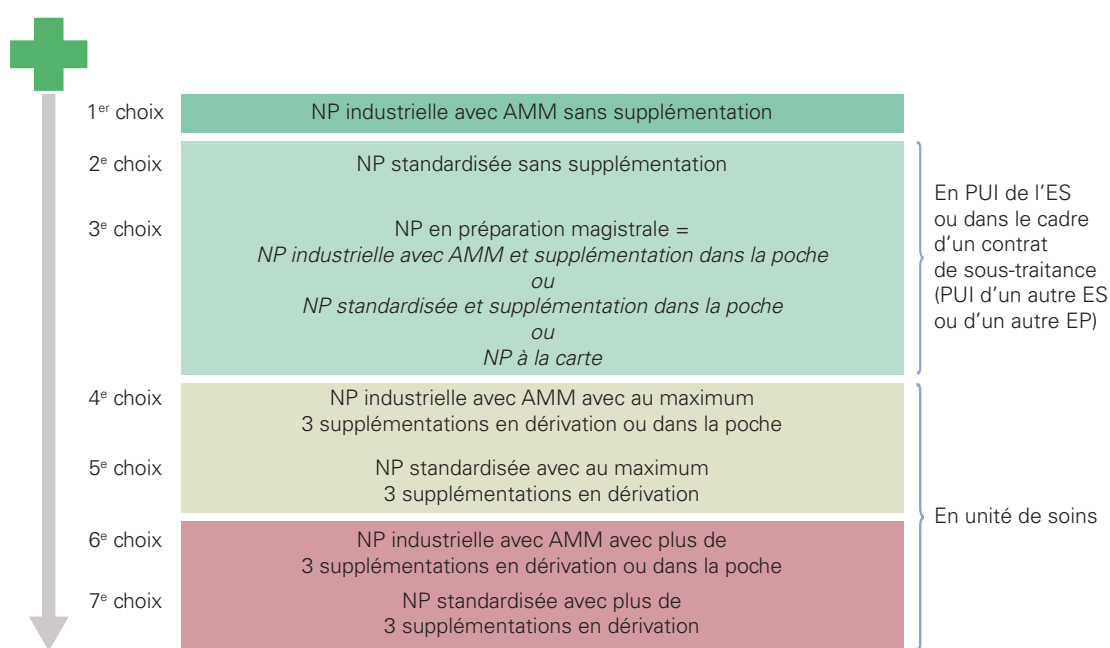 1er choix NP industrielle avec AMM sans supplémentation
2e choix NP standardisée sans supplémentation
3e choix NP en préparation magistrale =
NP industrielle avec AMM et supplémentation dans la poche
ou
NP standardisée et supplémentation dans la poche
ou
NP à la carte
En PUI de l'ES
ou dans le cadre
d'un contrat
de sous-traitance
(PUI d'un autre ES
ou d'un autre EP)
4e choix NP industrielle avec AMM avec au maximum
3 supplémentations en dérivation ou dans la poche
5e choix NP standardisée avec au maximum
3 supplémentations en dérivation
6e choix NP industrielle avec AMM avec plus de
3 supplémentations en dérivation ou dans la poche
7e choix NP standardisée avec plus de
3 supplémentations en dérivation
En unité de soins